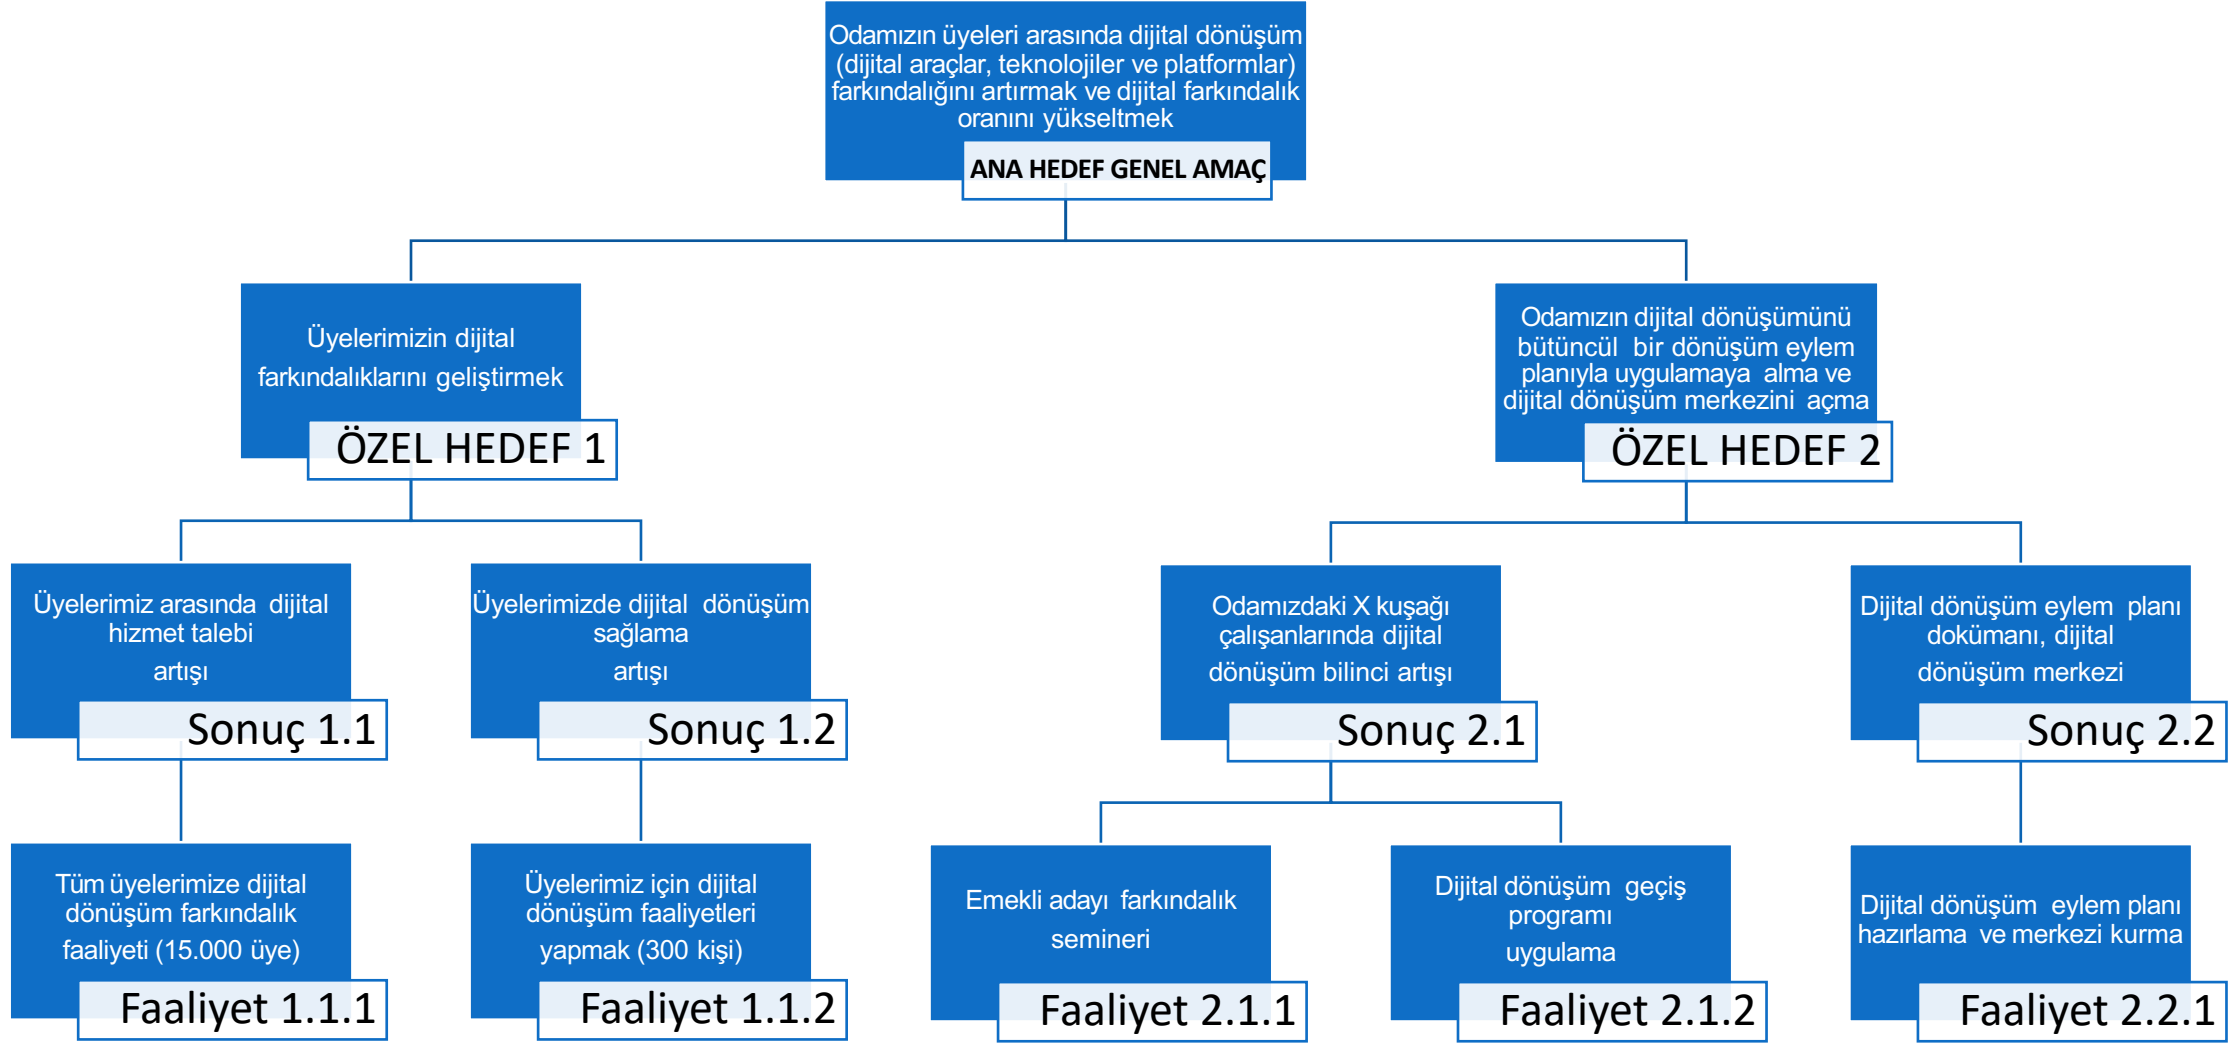 Odamızın üyeleri arasında dijital dönüşüm
(dijital araçlar, teknolojiler ve platformlar)
farkındalığını artırmak ve dijital farkındalık
oranını yükseltmek
ANA HEDEF GENEL AMAÇ
Üyelerimizin dijital
farkındalıklarını geliştirmek
ÖZEL HEDEF 1
Odamızın dijital dönüşümünü
bütüncül bir dönüşüm eylem
planıyla uygulamaya alma ve
dijital dönüşüm merkezini açma
ÖZEL HEDEF 2
Üyelerimiz arasında dijital
hizmet talebi
artışı
Sonuç 1.1
Üyelerimizde dijital dönüşüm
sağlama
artışı
Sonuç 1.2
Odamızdaki X kuşağı
çalışanlarında dijital
dönüşüm bilinci artışı
Sonuç 2.1
Dijital dönüşüm eylem planı
dokümanı, dijital
dönüşüm merkezi
Sonuç 2.2
Tüm üyelerimize dijital
dönüşüm farkındalık
faaliyeti (15.000 üye)
Faaliyet 1.1.1
Üyelerimiz için dijital
dönüşüm faaliyetleri
yapmak (300 kişi)
Faaliyet 1.1.2
Emekli adayı farkındalık
semineri
Faaliyet 2.1.1
Dijital dönüşüm geçiş
programı
uygulama
Faaliyet 2.1.2
Dijital dönüşüm eylem planı
hazırlama ve merkezi kurma
Faaliyet 2.2.1